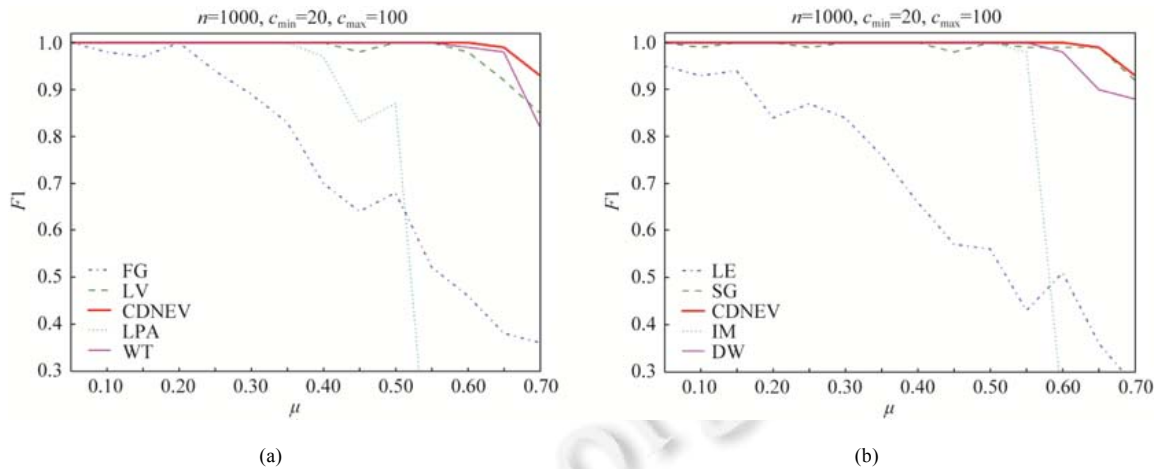 n=1000, c_min=20, c_max=100
1.0
0.9
0.8
0.7
0.6
0.5
0.4
0.3
F1
FG
LV
CDNEV
LPA
WT
0.10 0.20 0.30 0.40 0.50 0.60 0.70
μ
(a)
n=1000, c_min=20, c_max=100
1.0
0.9
0.8
0.7
0.6
0.5
0.4
0.3
F1
LE
SG
CDNEV
IM
DW
0.10 0.20 0.30 0.40 0.50 0.60 0.70
μ
(b)